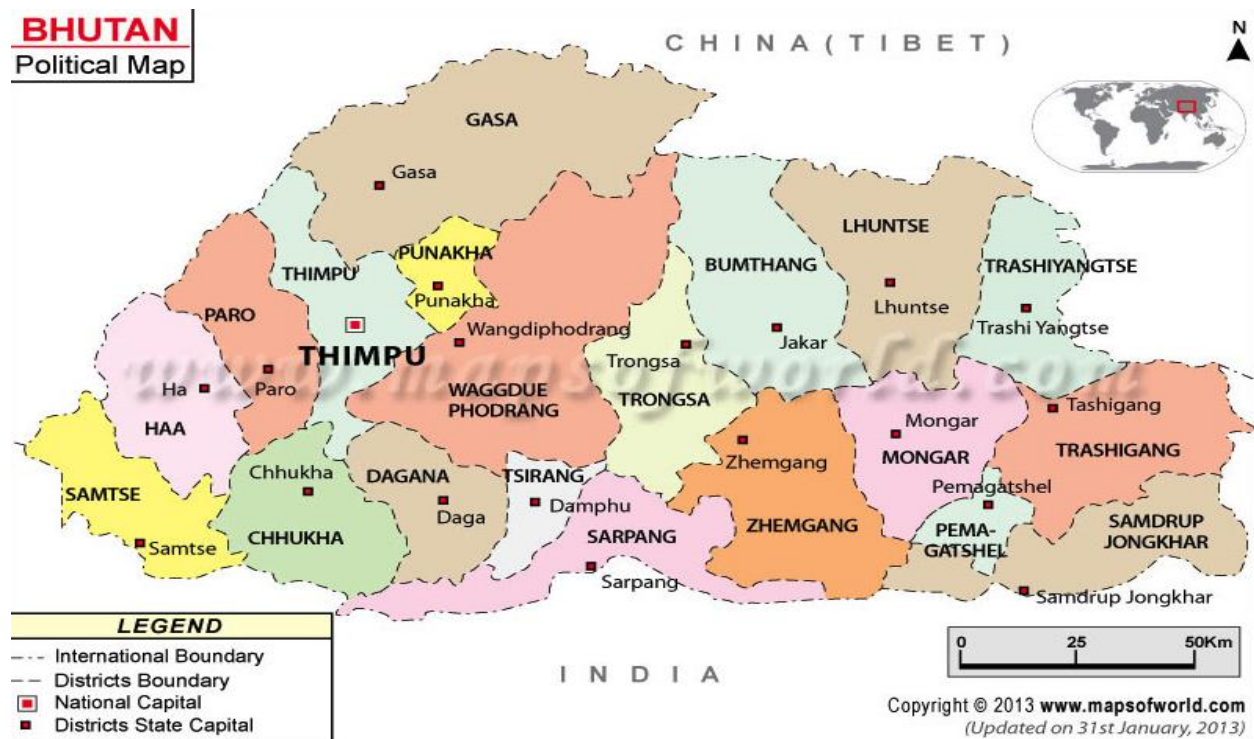 BHUTAN
Political Map
CHINA (TIBET)
N
GASA
Gasa
PUNAKHA
Punakha
THIMPU
THIMPU
PARO
Paro
Ha
HAA
Wangdiphodrang
WAGGDUE
PHODRANG
BUMTHANG
Jakar
LHUNTSE
Lhuntse
TRASHIYANGTSE
Trashi Yangtse
Trongsa
TRONGSA
www.mapsofworld.com
SAMTSE
Samtse
Chhukha
CHHUKHA
DAGANA
Daga
TSIRANG
Damphu
SARPANG
Sarpang
Zhemgang
ZHEMGANG
Mongar
MONGAR
Tashigang
TRASHIGANG
Pemagatshel
PEMA-
GATSHEL
SAMDRUP
JONGKHAR
Samdrup Jongkhar
LEGEND
International Boundary
Districts Boundary
National Capital
Districts State Capital
INDIA
0 25 50Km
Copyright © 2013 www.mapsofworld.com
(Updated on 31st January, 2013)